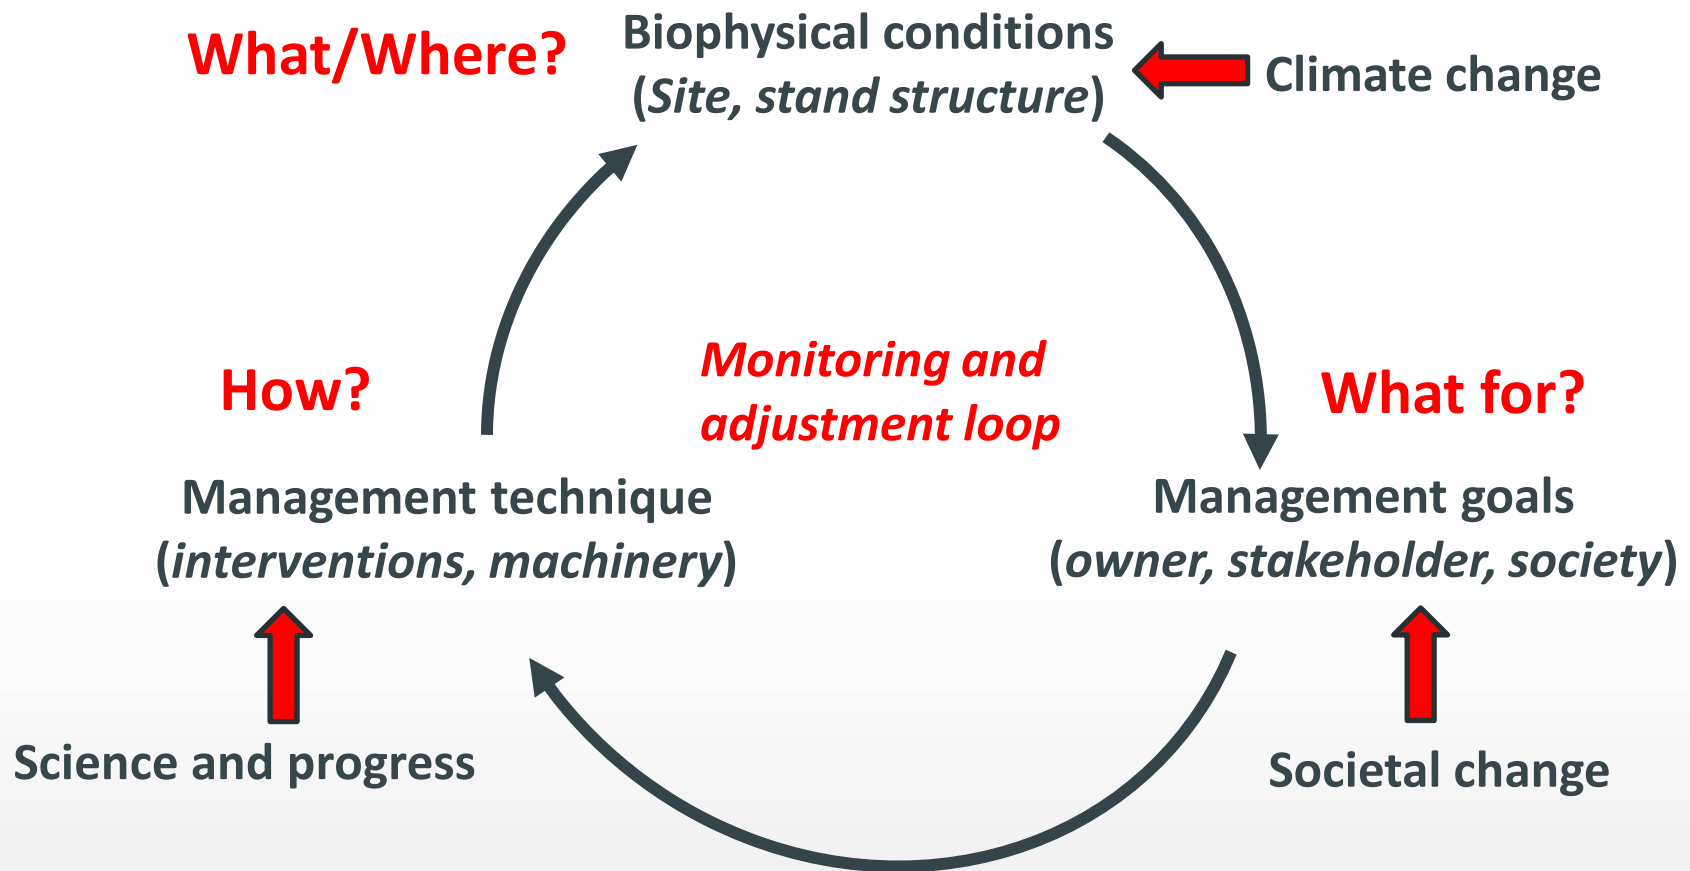 What/Where?
Biophysical conditions
(Site, stand structure)
Climate change
How?
Monitoring and
adjustment loop
What for?
Management technique
(interventions, machinery)
Management goals
(owner, stakeholder, society)
Science and progress
Societal change